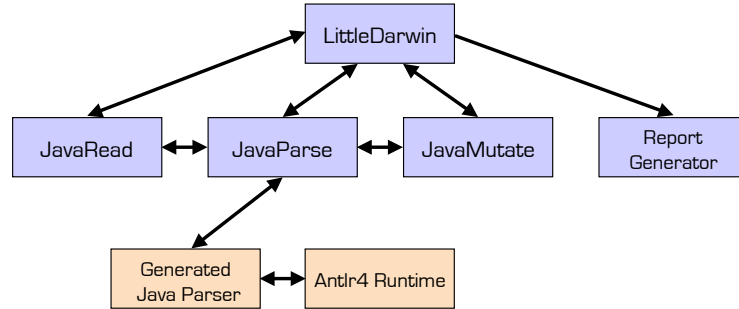 LittleDarwin
JavaRead
JavaParse
JavaMutate
Report
Generator
Generated
Java Parser
Antlr4 Runtime